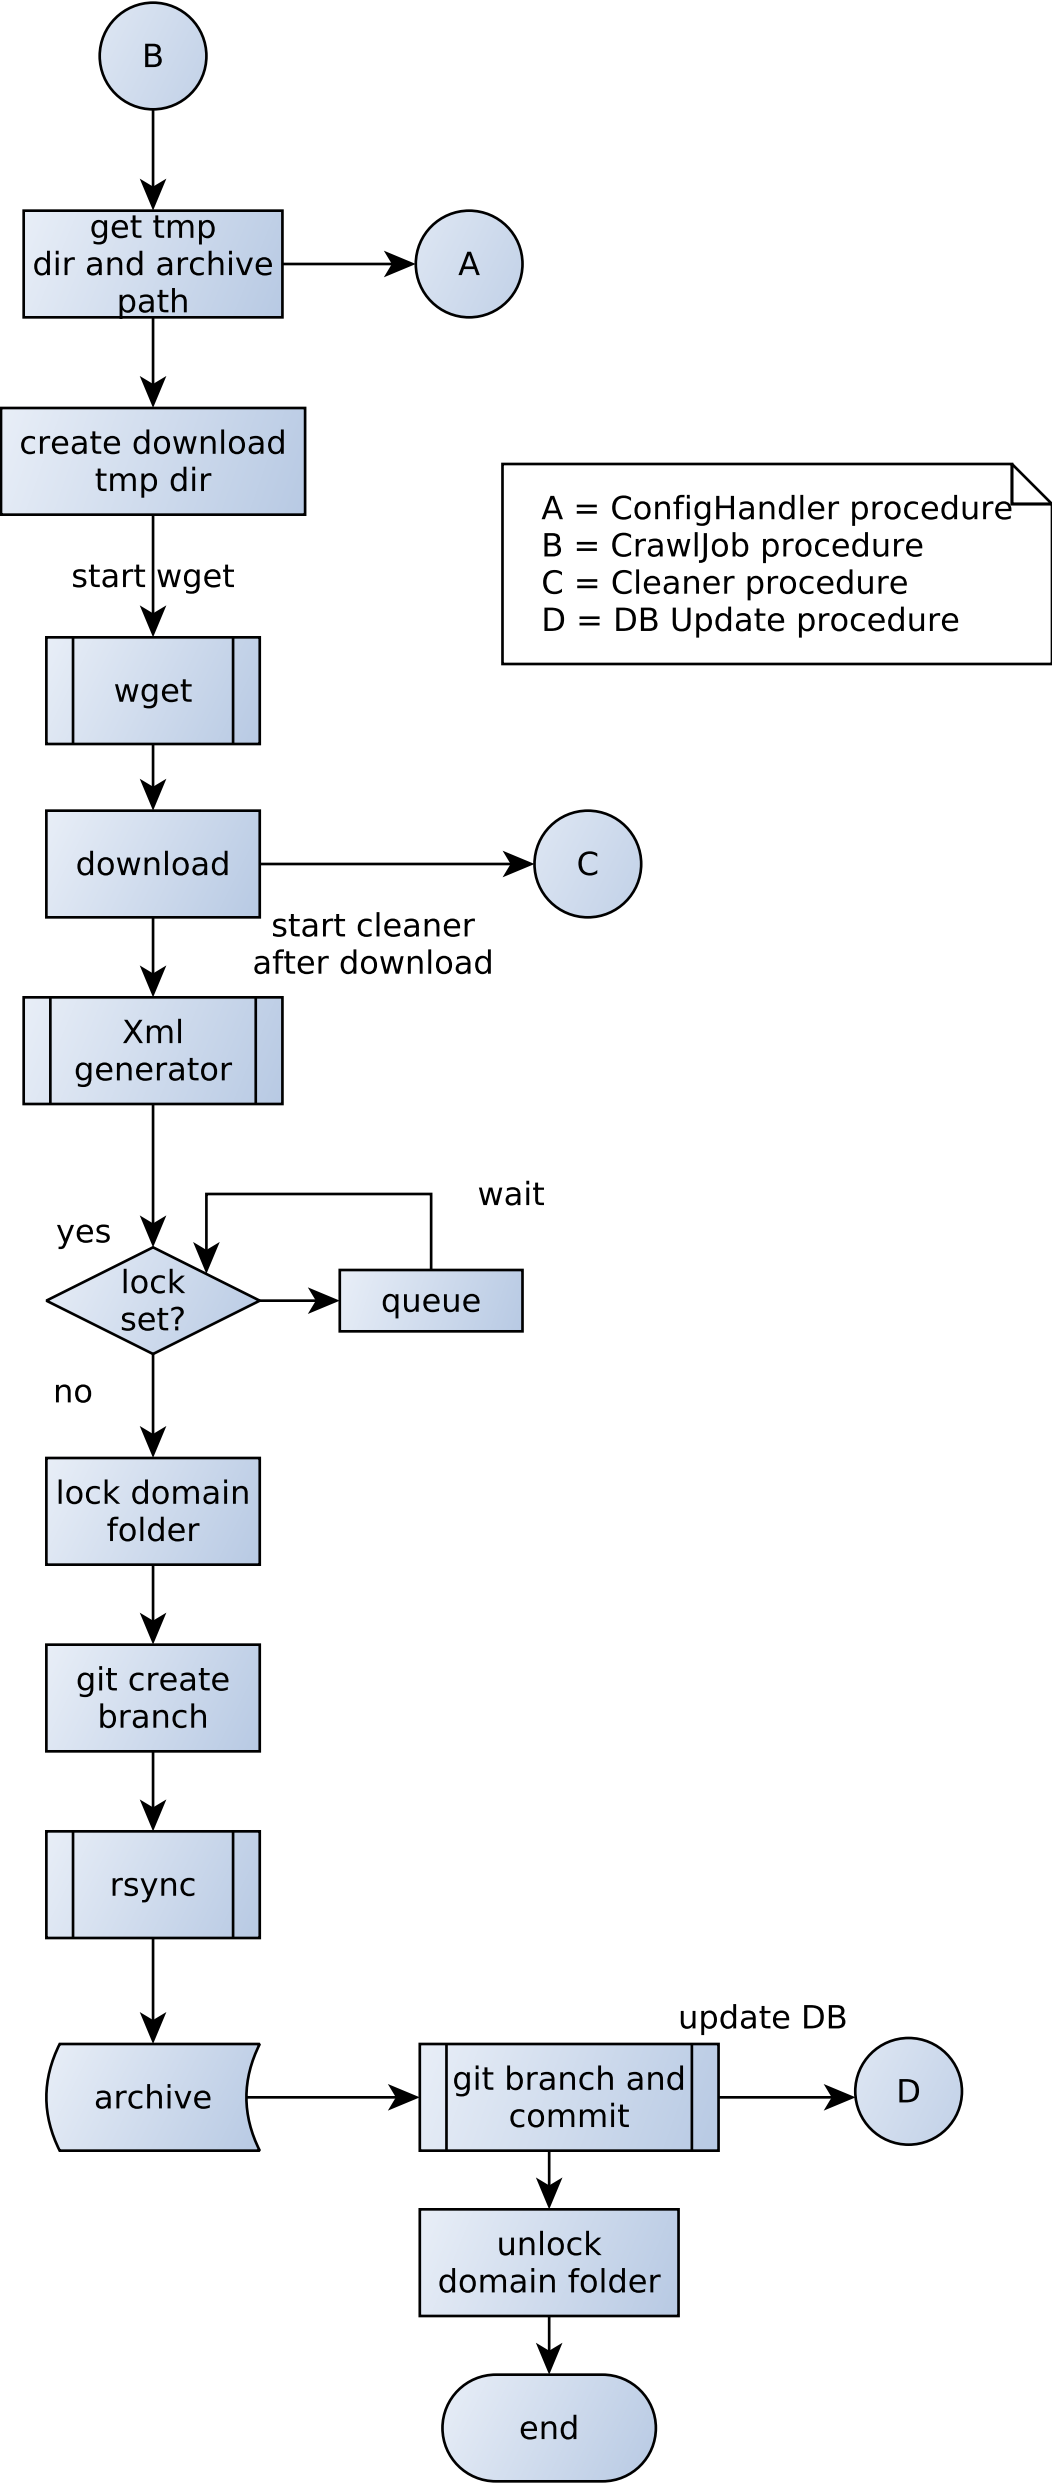 B
get tmp
dir and archive
path
A
create download
tmp dir
A = ConfigHandler procedure
B = CrawlJob procedure
C = Cleaner procedure
D = DB Update procedure
start wget
wget
download
C
start cleaner
after download
Xml
generator
wait
yes
lock
set?
queue
no
lock domain
folder
git create
branch
rsync
update DB
archive
git branch and
commit
D
unlock
domain folder
end